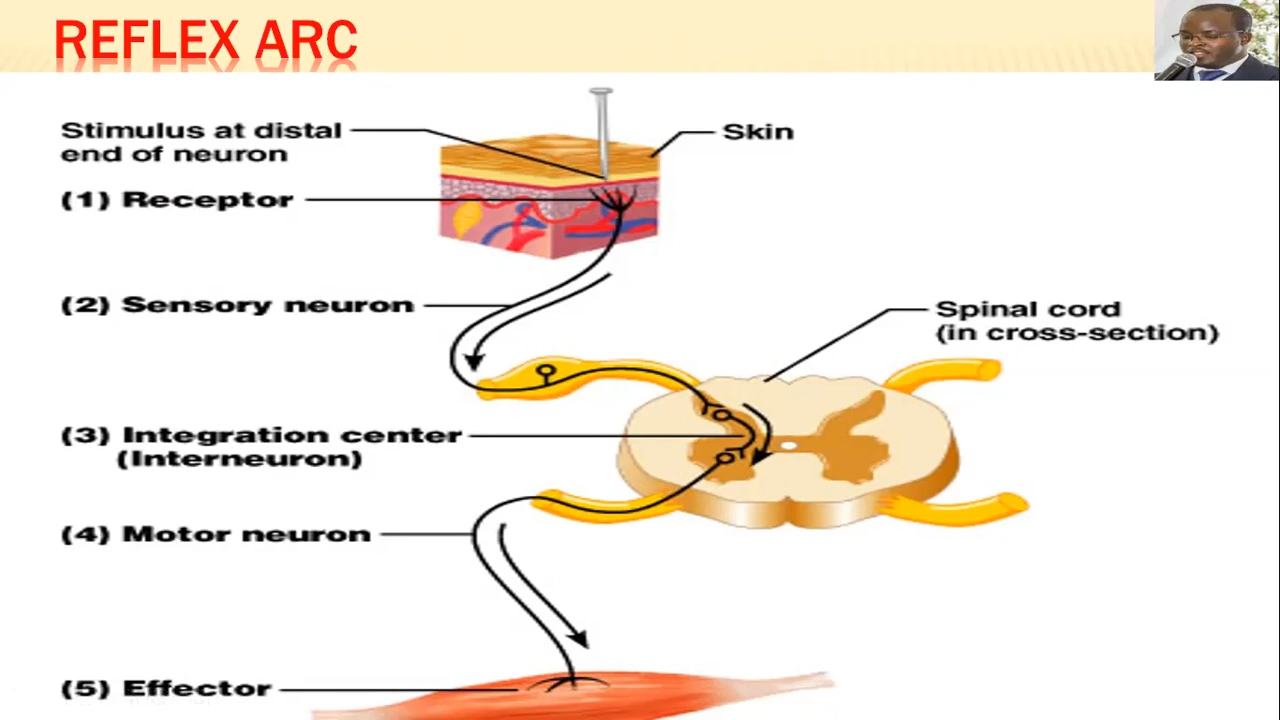 REFLEX ARC
Stimulus at distal
end of neuron
Skin
(1) Receptor
(2) Sensory neuron
Spinal cord
(in cross-section)
(3) Integration center
(Interneuron)
(4) Motor neuron
(5) Effector